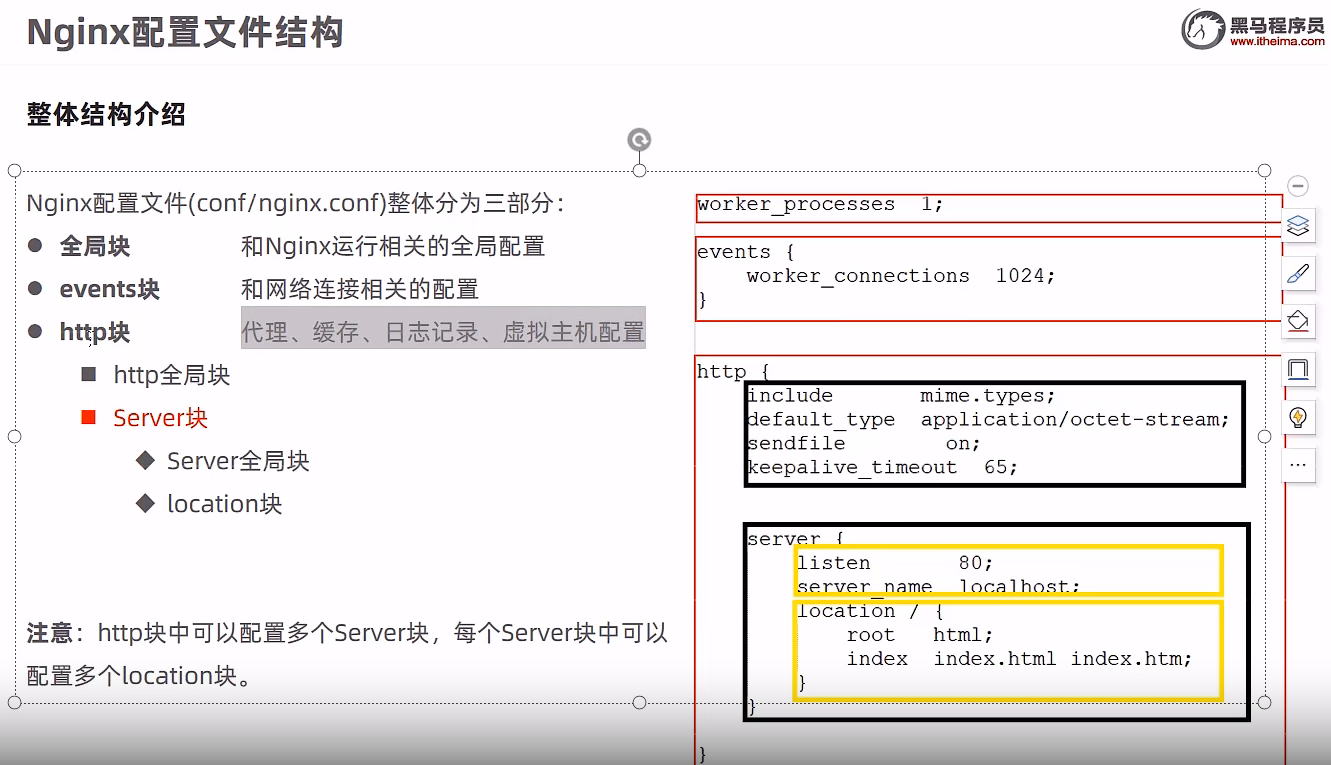 Nginx配置文件结构
黑马程序员
www.itheima.com
整体结构介绍
Nginx配置文件(conf/nginx.conf)整体分为三部分：
全局块 和Nginx运行相关的全局配置
events块 和网络连接相关的配置
http块 代理、缓存、日志记录、虚拟主机配置
http全局块
Server块
Server全局块
location块
注意：http块中可以配置多个Server块，每个Server块中可以
配置多个location块。
worker_processes 1;
events {
worker_connections 1024;
}
http {
include mime.types;
default_type application/octet-stream;
sendfile on;
keepalive_timeout 65;
server {
listen 80;
server_name localhost;
location / {
root html;
index index.html index.htm;
}
}
}